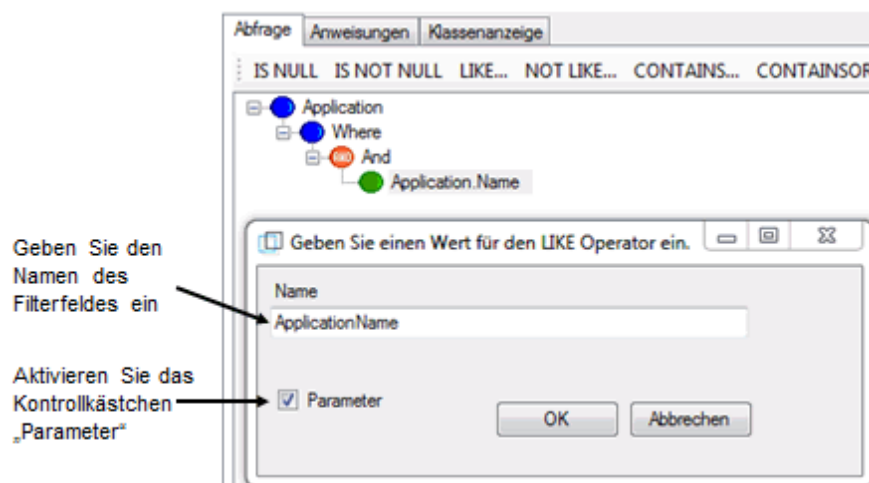 Abfrage Anweisungen Klassenanzeige
IS NULL IS NOT NULL LIKE... NOT LIKE... CONTAINS... CONTAINSOR
Application
Where
And
Application.Name
Geben Sie einen Wert für den LIKE Operator ein.
Geben Sie den
Namen des
Filterfeldes ein
Name
ApplicationName
Aktivieren Sie das
Kontrollkästchen
„Parameter“
Parameter
OK Abbrechen